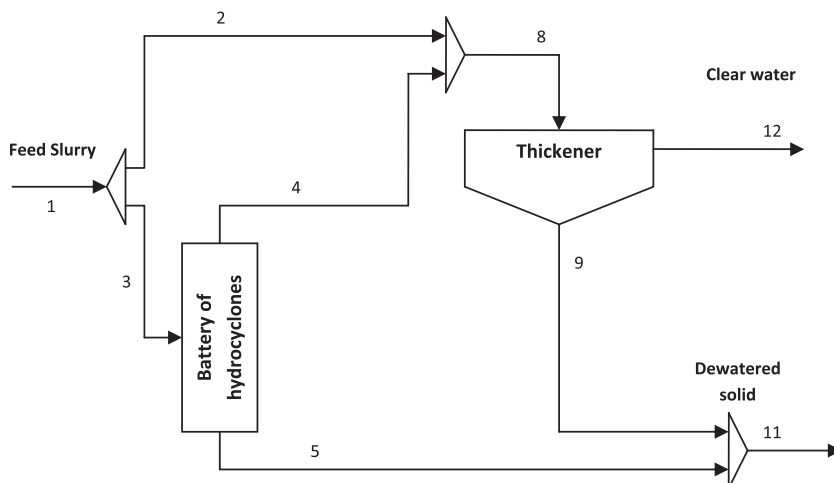 2
8
Clear water
12
Feed Slurry
1
Thickener
4
3
Battery of
hydrocyclones
9
Dewatered
solid
11
5